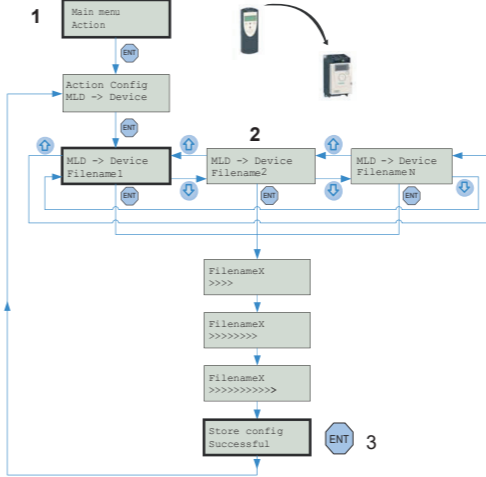 1
Main menu
Action
ENT
Action Config
MLD -> Device
ENT
2
MLD -> Device
Filename1
MLD -> Device
Filename2
MLD -> Device
Filename N
ENT
ENT
ENT
FilenameX
>>>>
FilenameX
>>>>>>>>
FilenameX
>>>>>>>>>>>
Store config
Successful
ENT
3